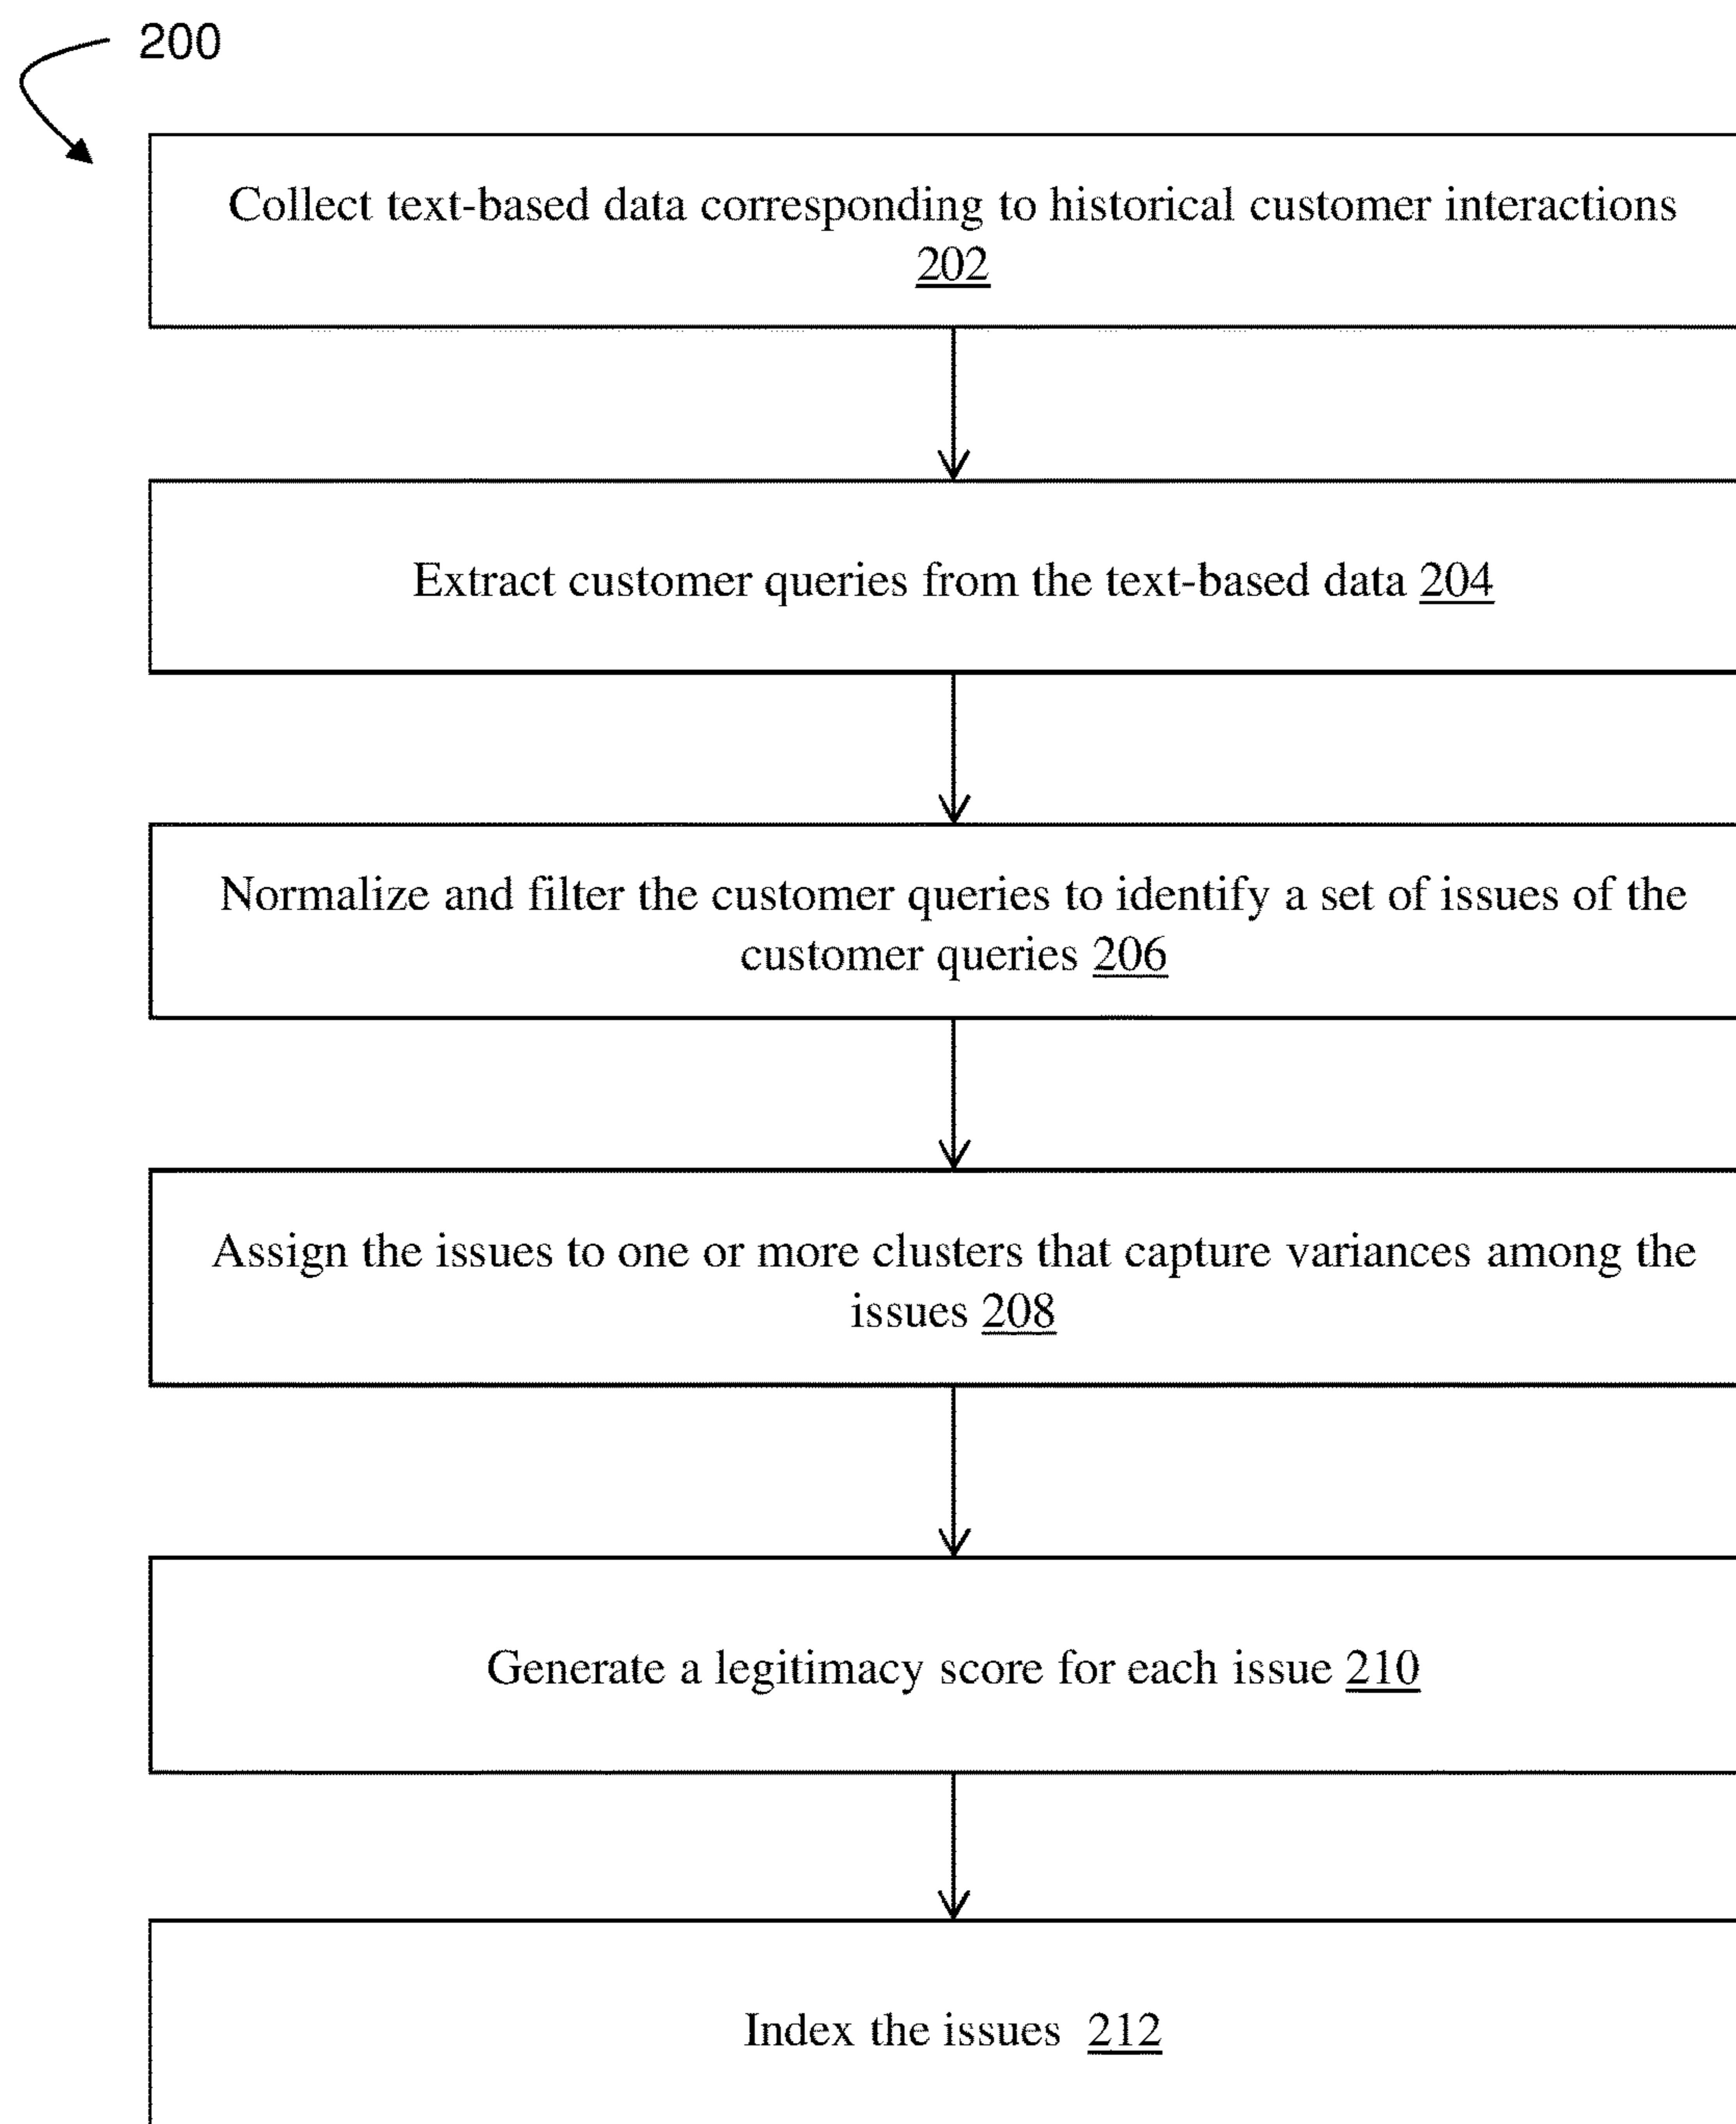 200
Collect text-based data corresponding to historical customer interactions
202
Extract customer queries from the text-based data 204
Normalize and filter the customer queries to identify a set of issues of the
customer queries 206
Assign the issues to one or more clusters that capture variances among the
issues 208
Generate a legitimacy score for each issue 210
Index the issues 212